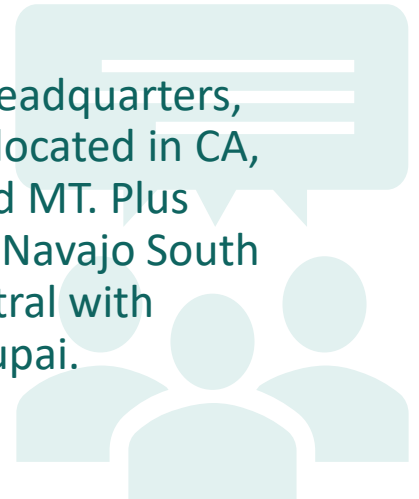 eadquarters,
located in CA,
d MT. Plus
Navajo South
tral with
upai.